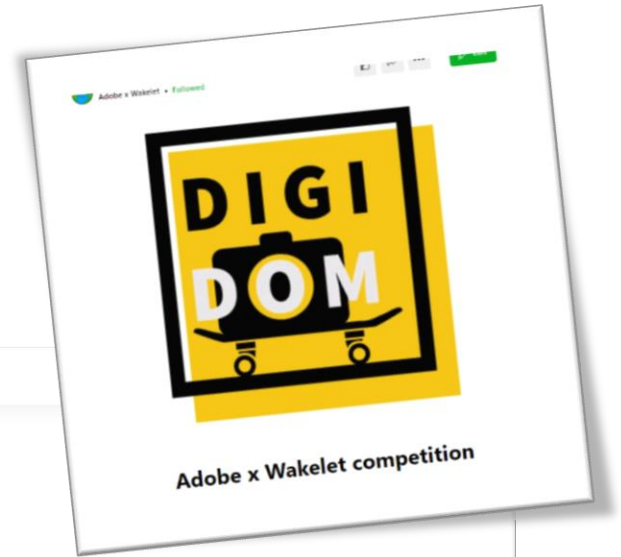 Adobe x Wakelet • Followed
DIGI
DOM
Adobe x Wakelet competition